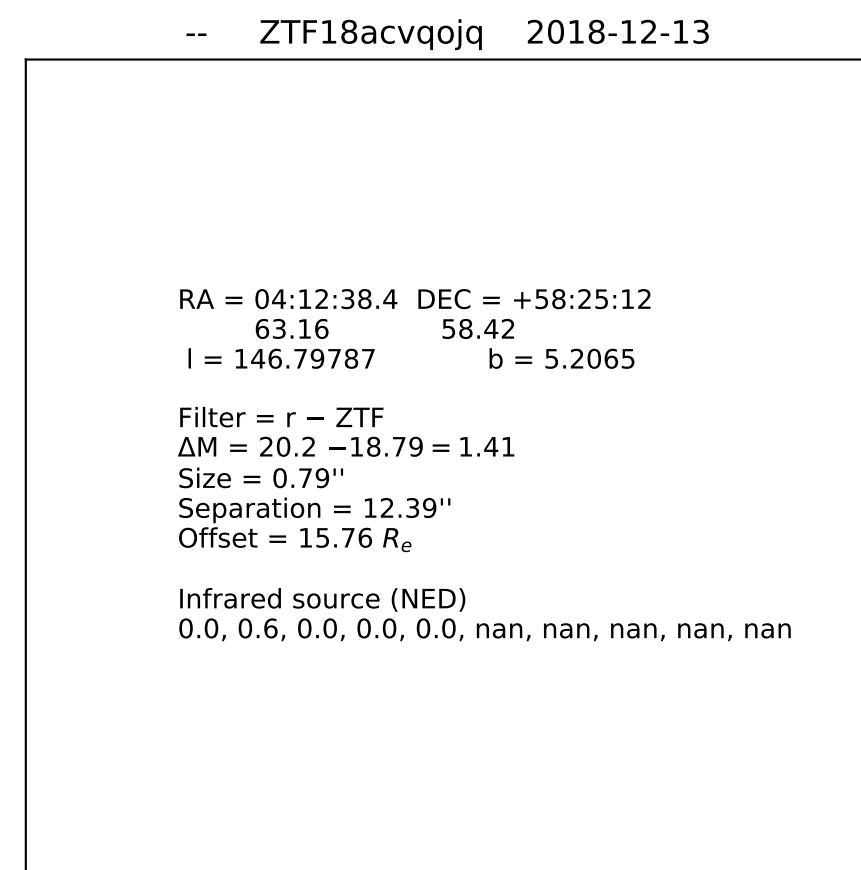 -- ZTF18acvqojq 2018-12-13
RA = 04:12:38.4 DEC = +58:25:12
63.16 58.42
l = 146.79787 b = 5.2065
Filter = r − ZTF
ΔM = 20.2 −18.79 = 1.41
Size = 0.79''
Separation = 12.39''
Offset = 15.76 Re
Infrared source (NED)
0.0, 0.6, 0.0, 0.0, 0.0, nan, nan, nan, nan, nan